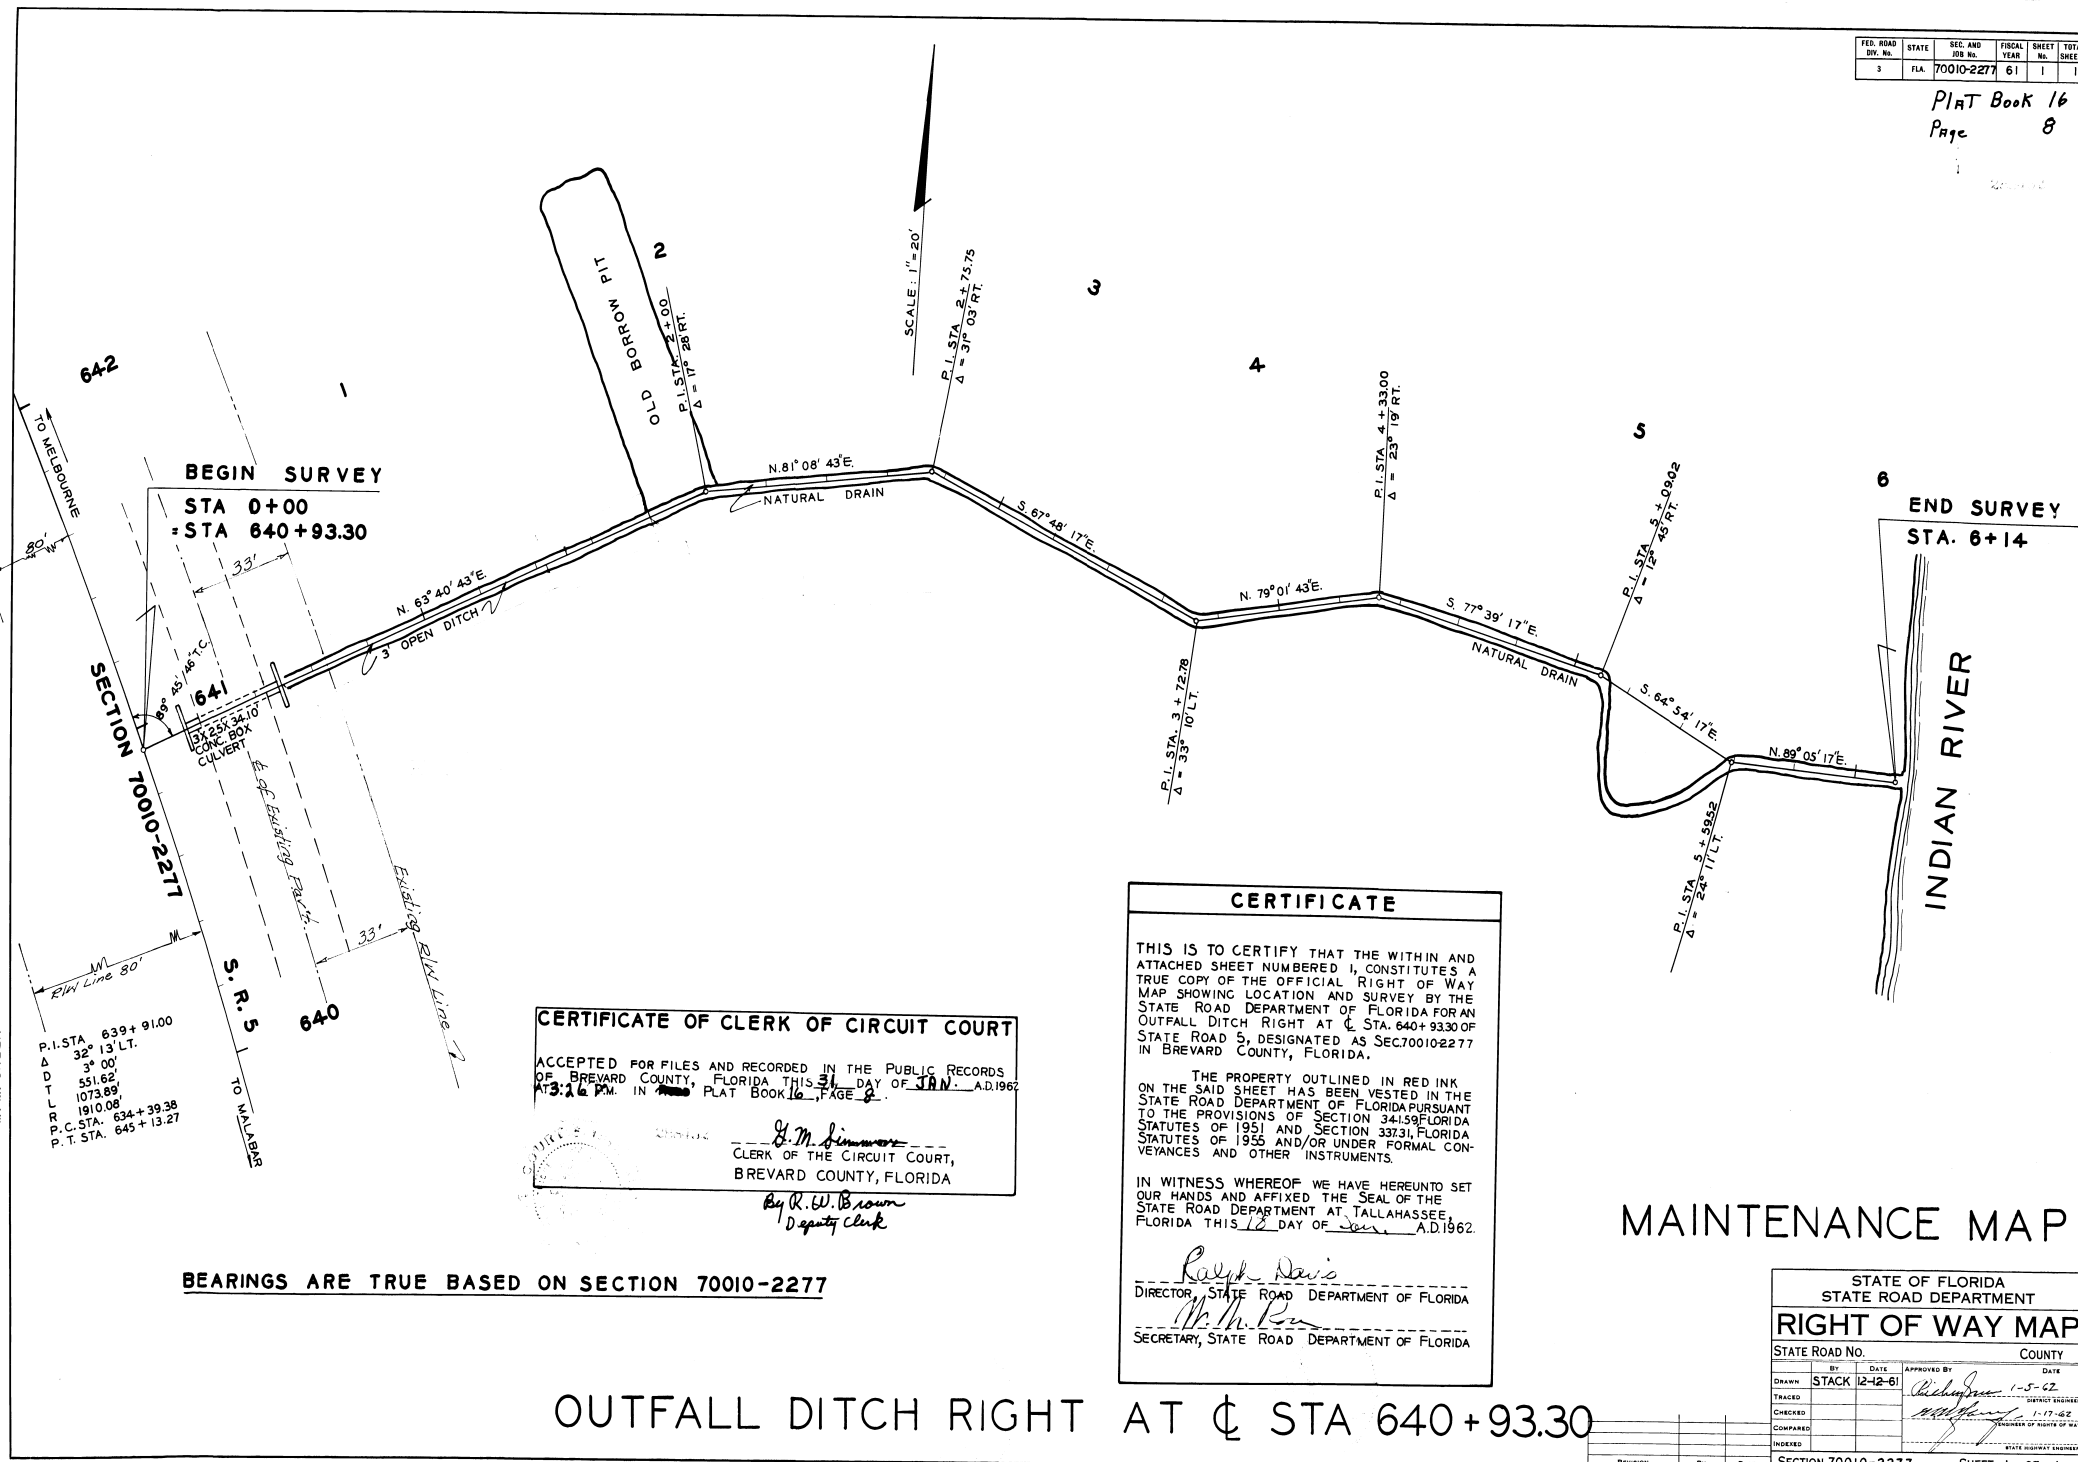 FED. ROAD DIV. No. STATE SEC. AND JOB No. FISCAL YEAR SHEET No.
3 FLA. 70010-2277 61 1 1
Plat Book 16
Page 8
642
TO MELBOURNE
80'
1
2
3
4
5
6
BEGIN SURVEY
STA 0+00
=STA 640+93.30
33'
OLD BORROW PIT
P.I. STA. 2+00
Δ = 17° 28' RT.
SCALE: 1"=20'
P.I. STA 2+75.75
Δ = 31° 03' RT.
P.I. STA 4+33.00
Δ = 23° 19' RT.
P.I. STA 5+09.02
Δ = 12° 45' RT.
END SURVEY
STA. 6+14
N. 63° 40' 43" E.
3' OPEN DITCH
N. 81° 08' 43" E.
NATURAL DRAIN
S. 67° 48' 17" E.
N. 79° 01' 43" E.
S. 77° 39' 17" E.
NATURAL DRAIN
S. 64° 54' 17" E.
N. 89° 05' 17" E.
INDIAN RIVER
P.I. STA. 3+72.78
Δ = 33° 10' LT.
P.I. STA 5+59.52
Δ = 24° 11' LT.
89° 45' 46" T.C.
641
3X2.5X34.10'
CONC. BOX
CULVERT
SECTION 70010-2277
℄ of Existing Pav't.
Existing R/W Line
33'
R/W Line 80'
S. R. 5
640
TO MALABAR
P.I. STA 639+91.00
Δ 32° 13' LT.
D 3° 00'
T 551.62'
L 1073.89'
R 1910.08'
P.C. STA. 634+39.38
P.T. STA. 645+13.27
CERTIFICATE OF CLERK OF CIRCUIT COURT
ACCEPTED FOR FILES AND RECORDED IN THE PUBLIC RECORDS
OF BREVARD COUNTY, FLORIDA THIS 31 DAY OF JAN. A.D.1962
AT 3:26 P.M. IN PLAT BOOK 16, PAGE 8.
G.M. Simmons
CLERK OF THE CIRCUIT COURT,
BREVARD COUNTY, FLORIDA
By R.W. Brown
Deputy Clerk
BEARINGS ARE TRUE BASED ON SECTION 70010-2277
CERTIFICATE
THIS IS TO CERTIFY THAT THE WITHIN AND
ATTACHED SHEET NUMBERED 1, CONSTITUTES A
TRUE COPY OF THE OFFICIAL RIGHT OF WAY
MAP SHOWING LOCATION AND SURVEY BY THE
STATE ROAD DEPARTMENT OF FLORIDA FOR AN
OUTFALL DITCH RIGHT AT ℄ STA. 640+93.30 OF
STATE ROAD 5, DESIGNATED AS SEC.70010-2277
IN BREVARD COUNTY, FLORIDA.
THE PROPERTY OUTLINED IN RED INK
ON THE SAID SHEET HAS BEEN VESTED IN THE
STATE ROAD DEPARTMENT OF FLORIDA PURSUANT
TO THE PROVISIONS OF SECTION 341.59, FLORIDA
STATUTES OF 1951 AND SECTION 337.31, FLORIDA
STATUTES OF 1955 AND/OR UNDER FORMAL CON-
VEYANCES AND OTHER INSTRUMENTS.
IN WITNESS WHEREOF WE HAVE HEREUNTO SET
OUR HANDS AND AFFIXED THE SEAL OF THE
STATE ROAD DEPARTMENT AT TALLAHASSEE,
FLORIDA THIS 18 DAY OF Jan. A.D.1962.
Ralph Davis
DIRECTOR, STATE ROAD DEPARTMENT OF FLORIDA
SECRETARY, STATE ROAD DEPARTMENT OF FLORIDA
MAINTENANCE MAP
STATE OF FLORIDA
STATE ROAD DEPARTMENT
RIGHT OF WAY MAP
STATE ROAD No. COUNTY
BY DATE APPROVED BY DATE
DRAWN STACK 12-12-61 1-5-62
DISTRICT ENGINEER
TRACED
CHECKED 1-17-62
ENGINEER OF RIGHTS OF WAY
COMPARED
INDEXED
STATE HIGHWAY ENGINEER
SECTION 70010-2277
OUTFALL DITCH RIGHT AT ℄ STA 640+93.30